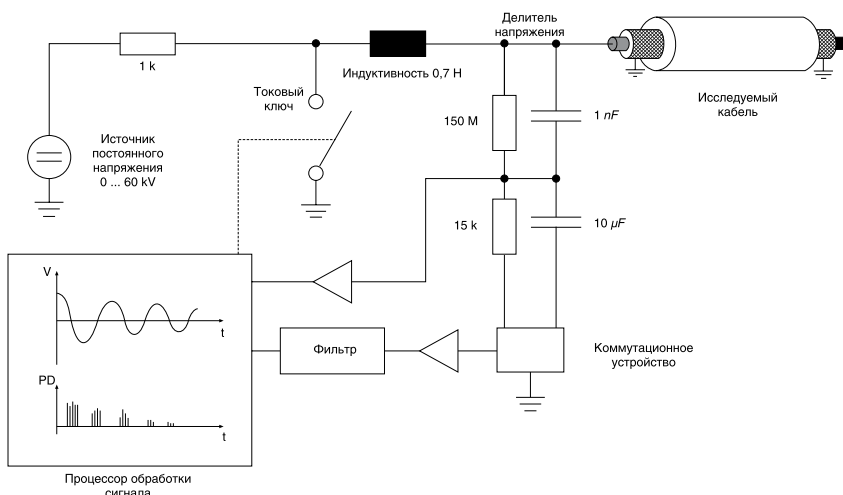 Делитель
напряжения
1 k
Индуктивность 0,7 Н
Токовый
ключ
Исследуемый
кабель
150 M
1 nF
Источник
постоянного
напряжения
0 ... 60 kV
15 k
10 µF
V
t
Фильтр
Коммутационное
устройство
PD
t
Процессор обработки
сигнала